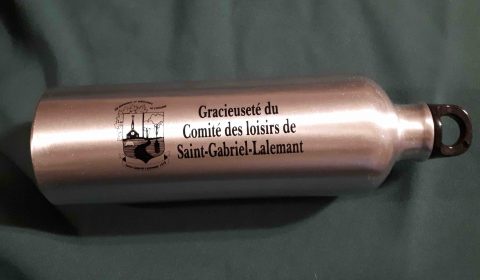 Gracieuseté du
Comité des loisirs de
Saint-Gabriel-Lalemant